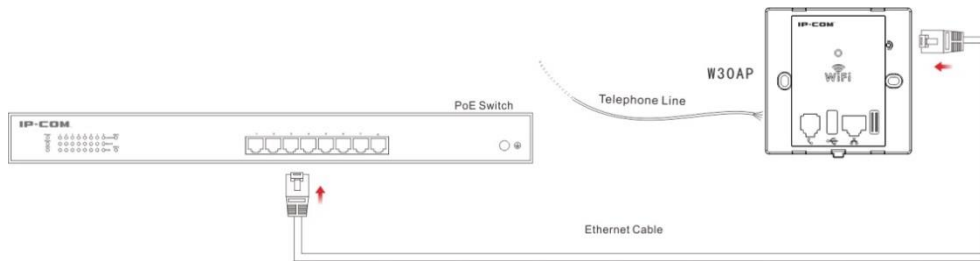 IP-COM
WiFi
W30AP
Telephone Line
PoE Switch
IP-COM
Ethernet Cable